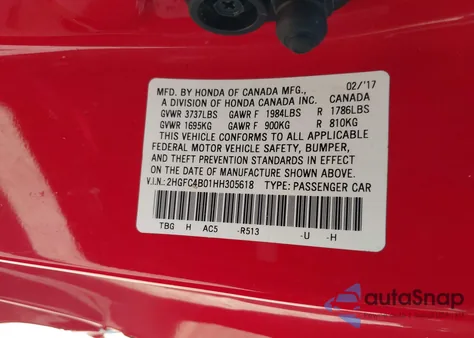 MFD. BY HONDA OF CANADA MFG., 02/'17
A DIVISION OF HONDA CANADA INC. CANADA
GVWR 3737LBS GAWR F 1984LBS R 1786LBS
GVWR 1695KG GAWR F 900KG R 810KG
THIS VEHICLE CONFORMS TO ALL APPLICABLE
FEDERAL MOTOR VEHICLE SAFETY, BUMPER,
AND THEFT PREVENTION STANDARDS IN EFFECT
ON THE DATE OF MANUFACTURE SHOWN ABOVE.
V.I.N.: 2HGFC4B01HH305618 TYPE: PASSENGER CAR
TBG H AC5 -R513 -U -H
autoSnap